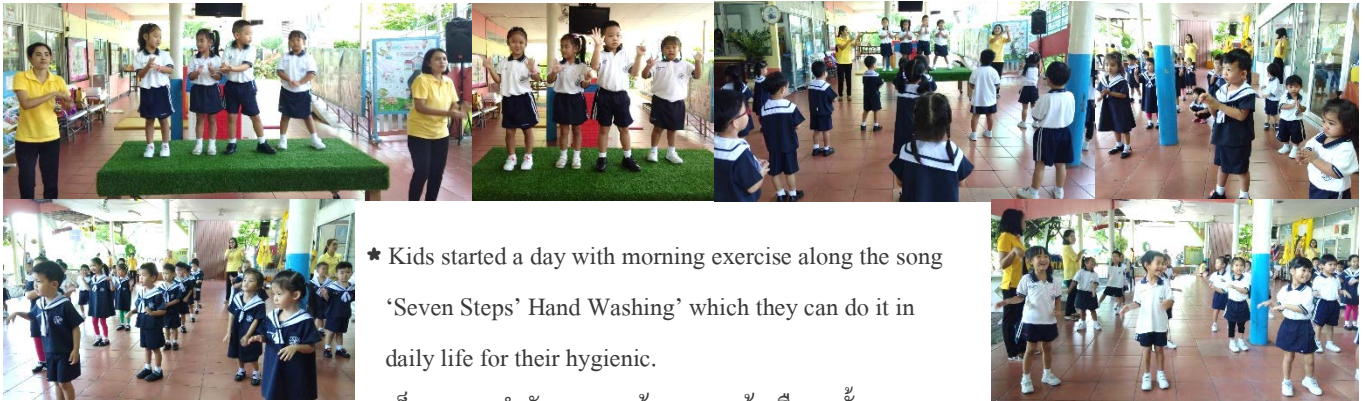 * Kids started a day with morning exercise along the song
‘Seven Steps’ Hand Washing’ which they can do it in
daily life for their hygienic.